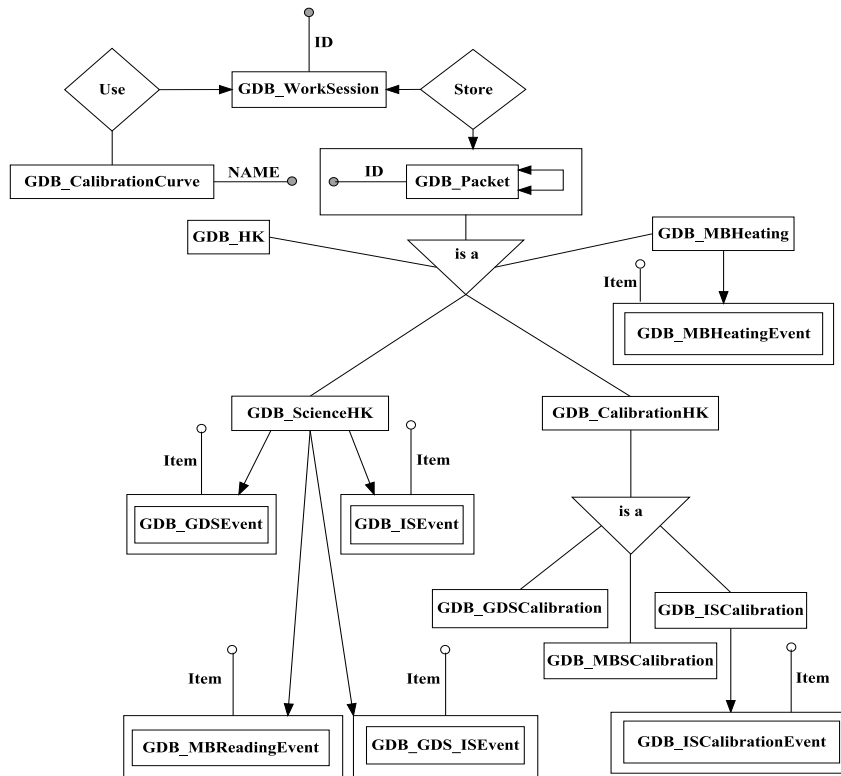 ID
Use
GDB_WorkSession
Store
GDB_CalibrationCurve
NAME
ID
GDB_Packet
GDB_HK
is a
GDB_MBHeating
Item
GDB_MBHeatingEvent
GDB_ScienceHK
GDB_CalibrationHK
Item
Item
GDB_GDSEvent
GDB_ISEvent
is a
GDB_GDSCalibration
GDB_ISCalibration
GDB_MBSCalibration
Item
Item
Item
GDB_MBReadingEvent
GDB_GDS_ISEvent
GDB_ISCalibrationEvent